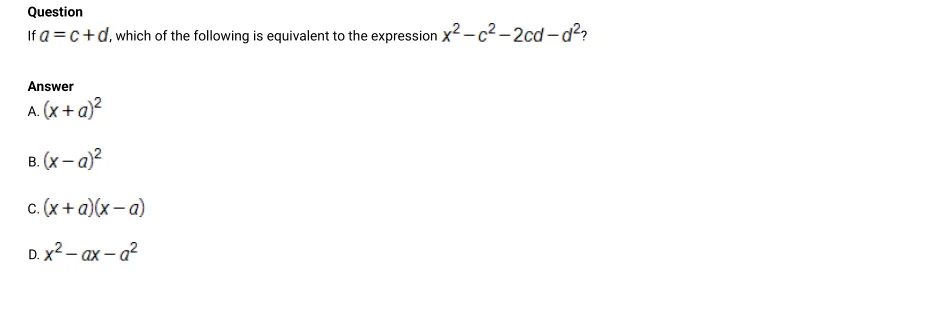 Question
If a = c + d, which of the following is equivalent to the expression x² − c² − 2cd − d²?
Answer
A. (x + a)²
B. (x − a)²
C. (x + a)(x − a)
D. x² − ax − a²